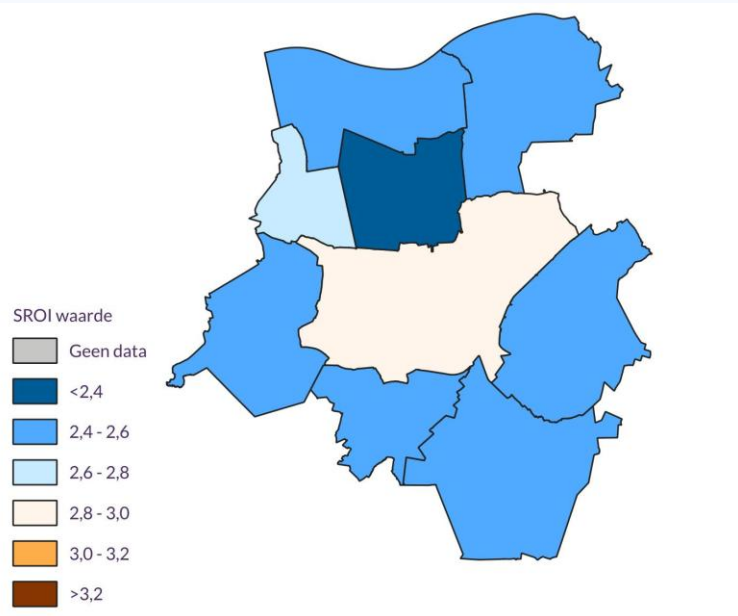 SROI waarde
Geen data
<2,4
2,4 - 2,6
2,6 - 2,8
2,8 - 3,0
3,0 - 3,2
>3,2